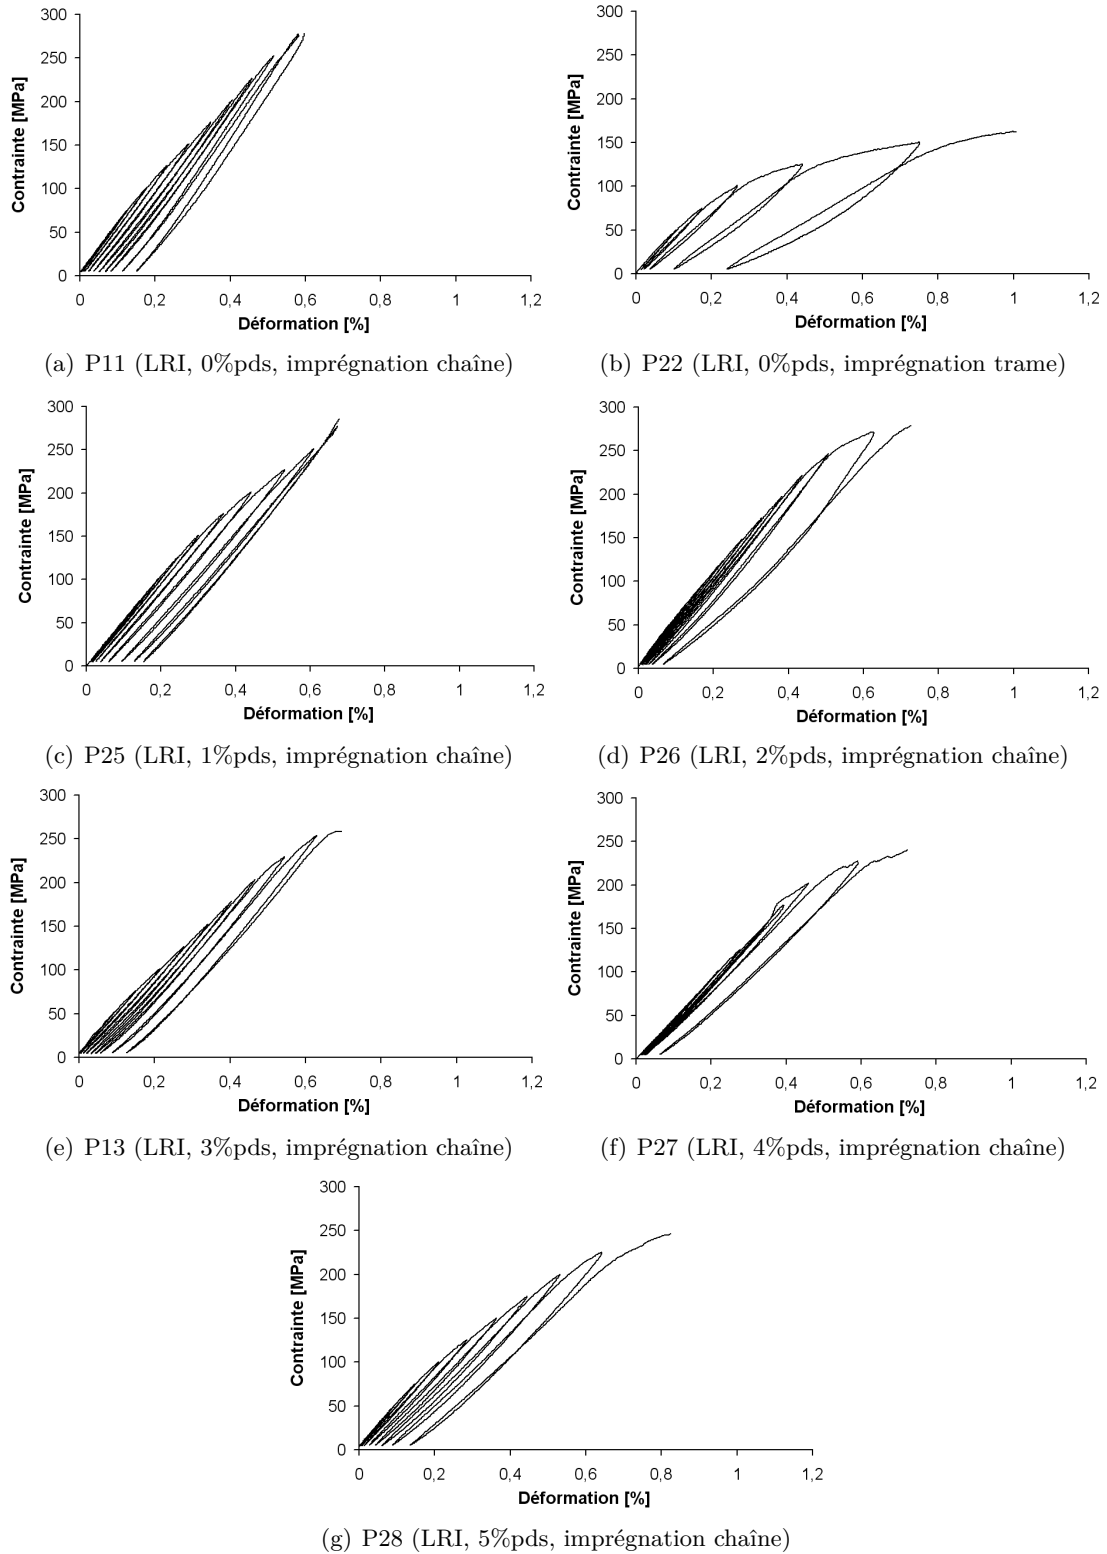 300
250
200
150
100
50
0
Contrainte [MPa]
0 0,2 0,4 0,6 0,8 1 1,2
Déformation [%]
(a) P11 (LRI, 0%pds, imprégnation chaîne)
300
250
200
150
100
50
0
Contrainte [MPa]
0 0,2 0,4 0,6 0,8 1 1,2
Déformation [%]
(b) P22 (LRI, 0%pds, imprégnation trame)
300
250
200
150
100
50
0
Contrainte [MPa]
0 0,2 0,4 0,6 0,8 1 1,2
Déformation [%]
(c) P25 (LRI, 1%pds, imprégnation chaîne)
300
250
200
150
100
50
0
Contrainte [MPa]
0 0,2 0,4 0,6 0,8 1 1,2
Déformation [%]
(d) P26 (LRI, 2%pds, imprégnation chaîne)
300
250
200
150
100
50
0
Contrainte [MPa]
0 0,2 0,4 0,6 0,8 1 1,2
Déformation [%]
(e) P13 (LRI, 3%pds, imprégnation chaîne)
300
250
200
150
100
50
0
Contrainte [MPa]
0 0,2 0,4 0,6 0,8 1 1,2
Déformation [%]
(f) P27 (LRI, 4%pds, imprégnation chaîne)
300
250
200
150
100
50
0
Contrainte [MPa]
0 0,2 0,4 0,6 0,8 1 1,2
Déformation [%]
(g) P28 (LRI, 5%pds, imprégnation chaîne)